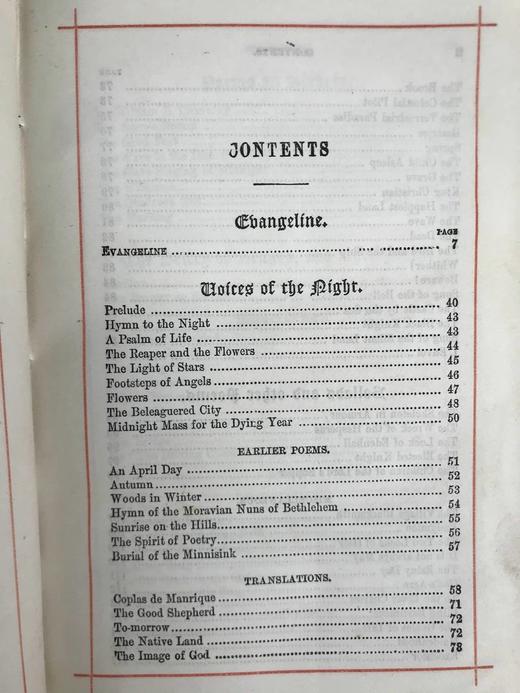 CONTENTS
Evangeline.
PAGE
EVANGELINE 7
Voices of the Night.
Prelude 40
Hymn to the Night 43
A Psalm of Life 43
The Reaper and the Flowers 44
The Light of Stars 45
Footsteps of Angels 46
Flowers 47
The Beleaguered City 48
Midnight Mass for the Dying Year 50
EARLIER POEMS.
An April Day 51
Autumn 52
Woods in Winter 53
Hymn of the Moravian Nuns of Bethlehem 54
Sunrise on the Hills 55
The Spirit of Poetry 56
Burial of the Minnisink 57
TRANSLATIONS.
Coplas de Manrique 58
The Good Shepherd 71
To-morrow 72
The Native Land 72
The Image of God 73